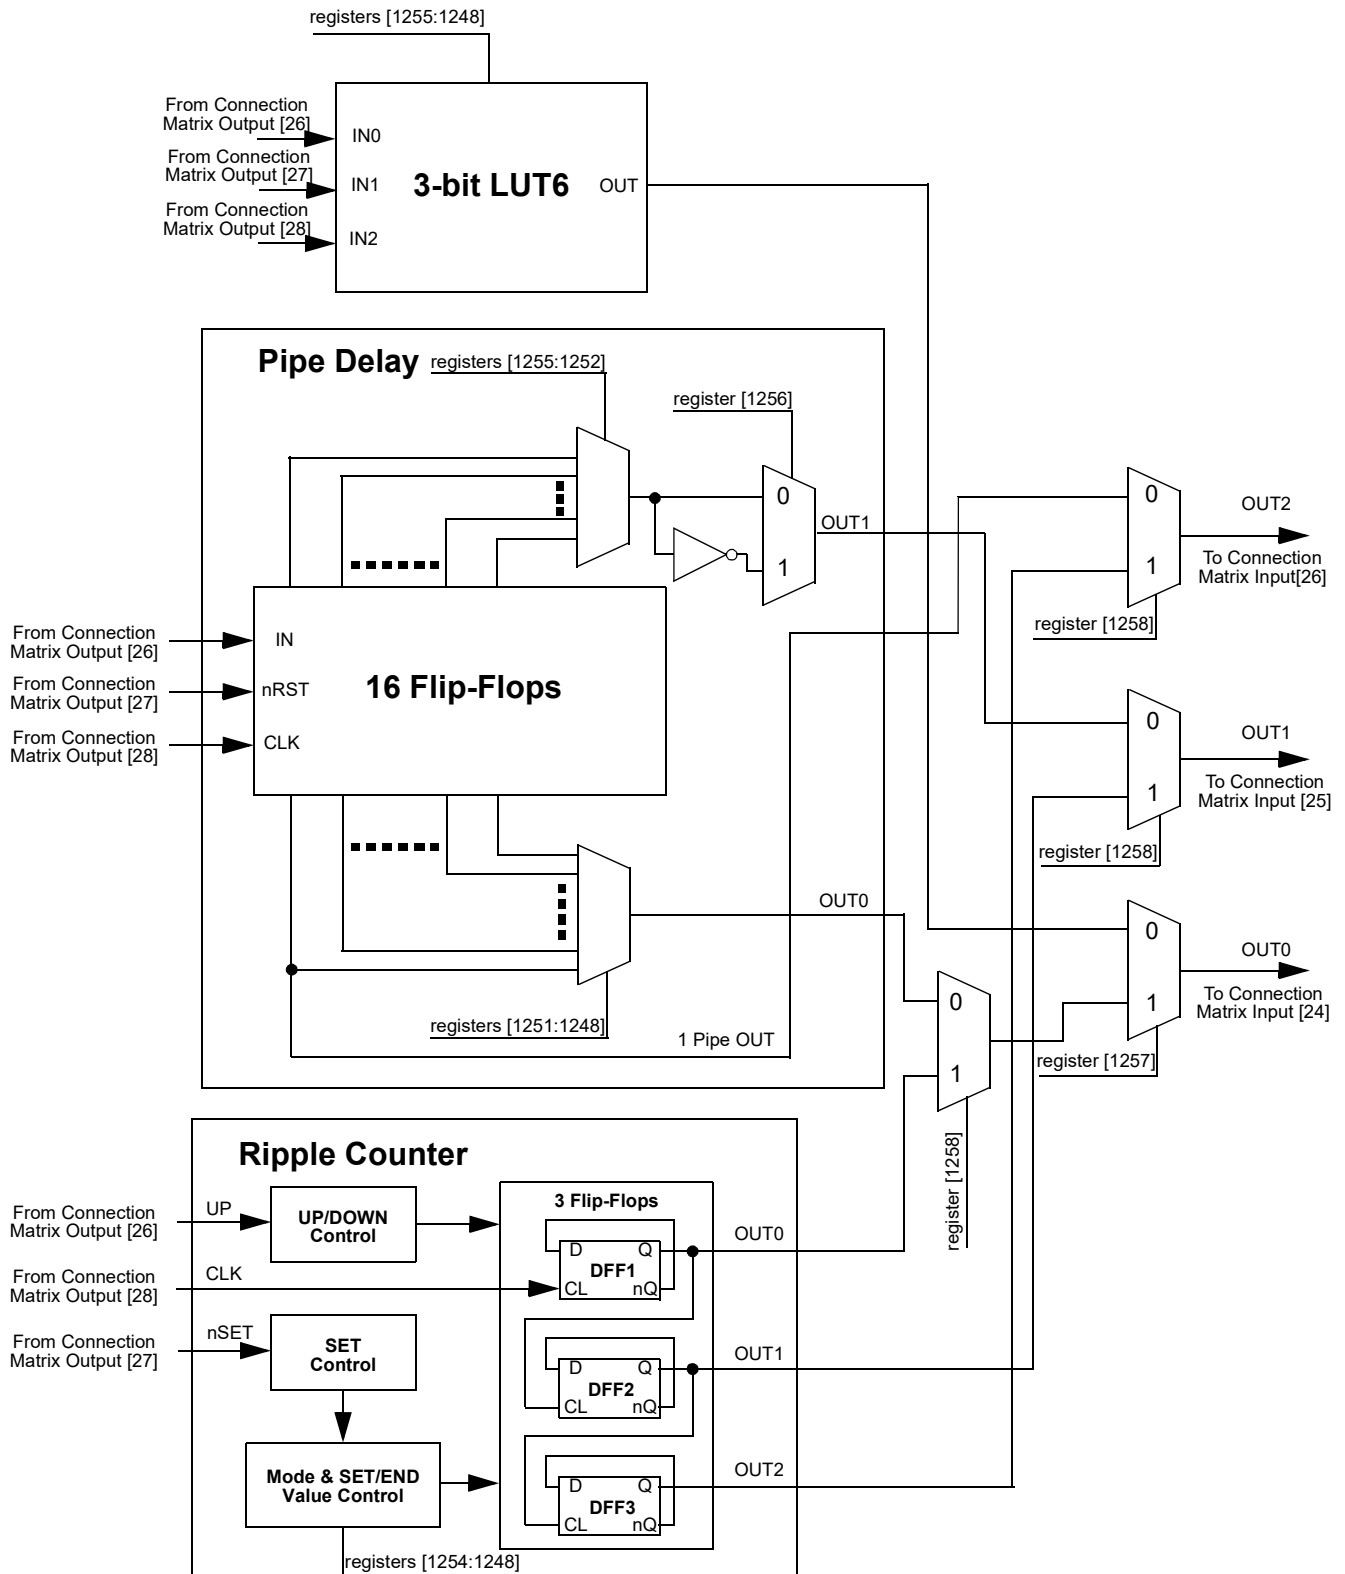 registers [1255:1248]
From Connection
Matrix Output [26]
IN0
From Connection
Matrix Output [27]
IN1
3-bit LUT6
OUT
From Connection
Matrix Output [28]
IN2
Pipe Delay
registers [1255:1252]
register [1256]
0
1
OUT1
0
1
OUT2
To Connection
Matrix Input[26]
register [1258]
From Connection
Matrix Output [26]
IN
From Connection
Matrix Output [27]
nRST
16 Flip-Flops
From Connection
Matrix Output [28]
CLK
0
1
OUT1
To Connection
Matrix Input [25]
register [1258]
OUT0
0
1
OUT0
To Connection
Matrix Input [24]
register [1257]
registers [1251:1248]
1 Pipe OUT
0
1
register [1258]
Ripple Counter
From Connection
Matrix Output [26]
UP
UP/DOWN
Control
3 Flip-Flops
D
Q
DFF1
CL
nQ
OUT0
From Connection
Matrix Output [28]
CLK
From Connection
Matrix Output [27]
nSET
SET
Control
D
Q
DFF2
CL
nQ
OUT1
Mode & SET/END
Value Control
D
Q
DFF3
CL
nQ
OUT2
registers [1254:1248]